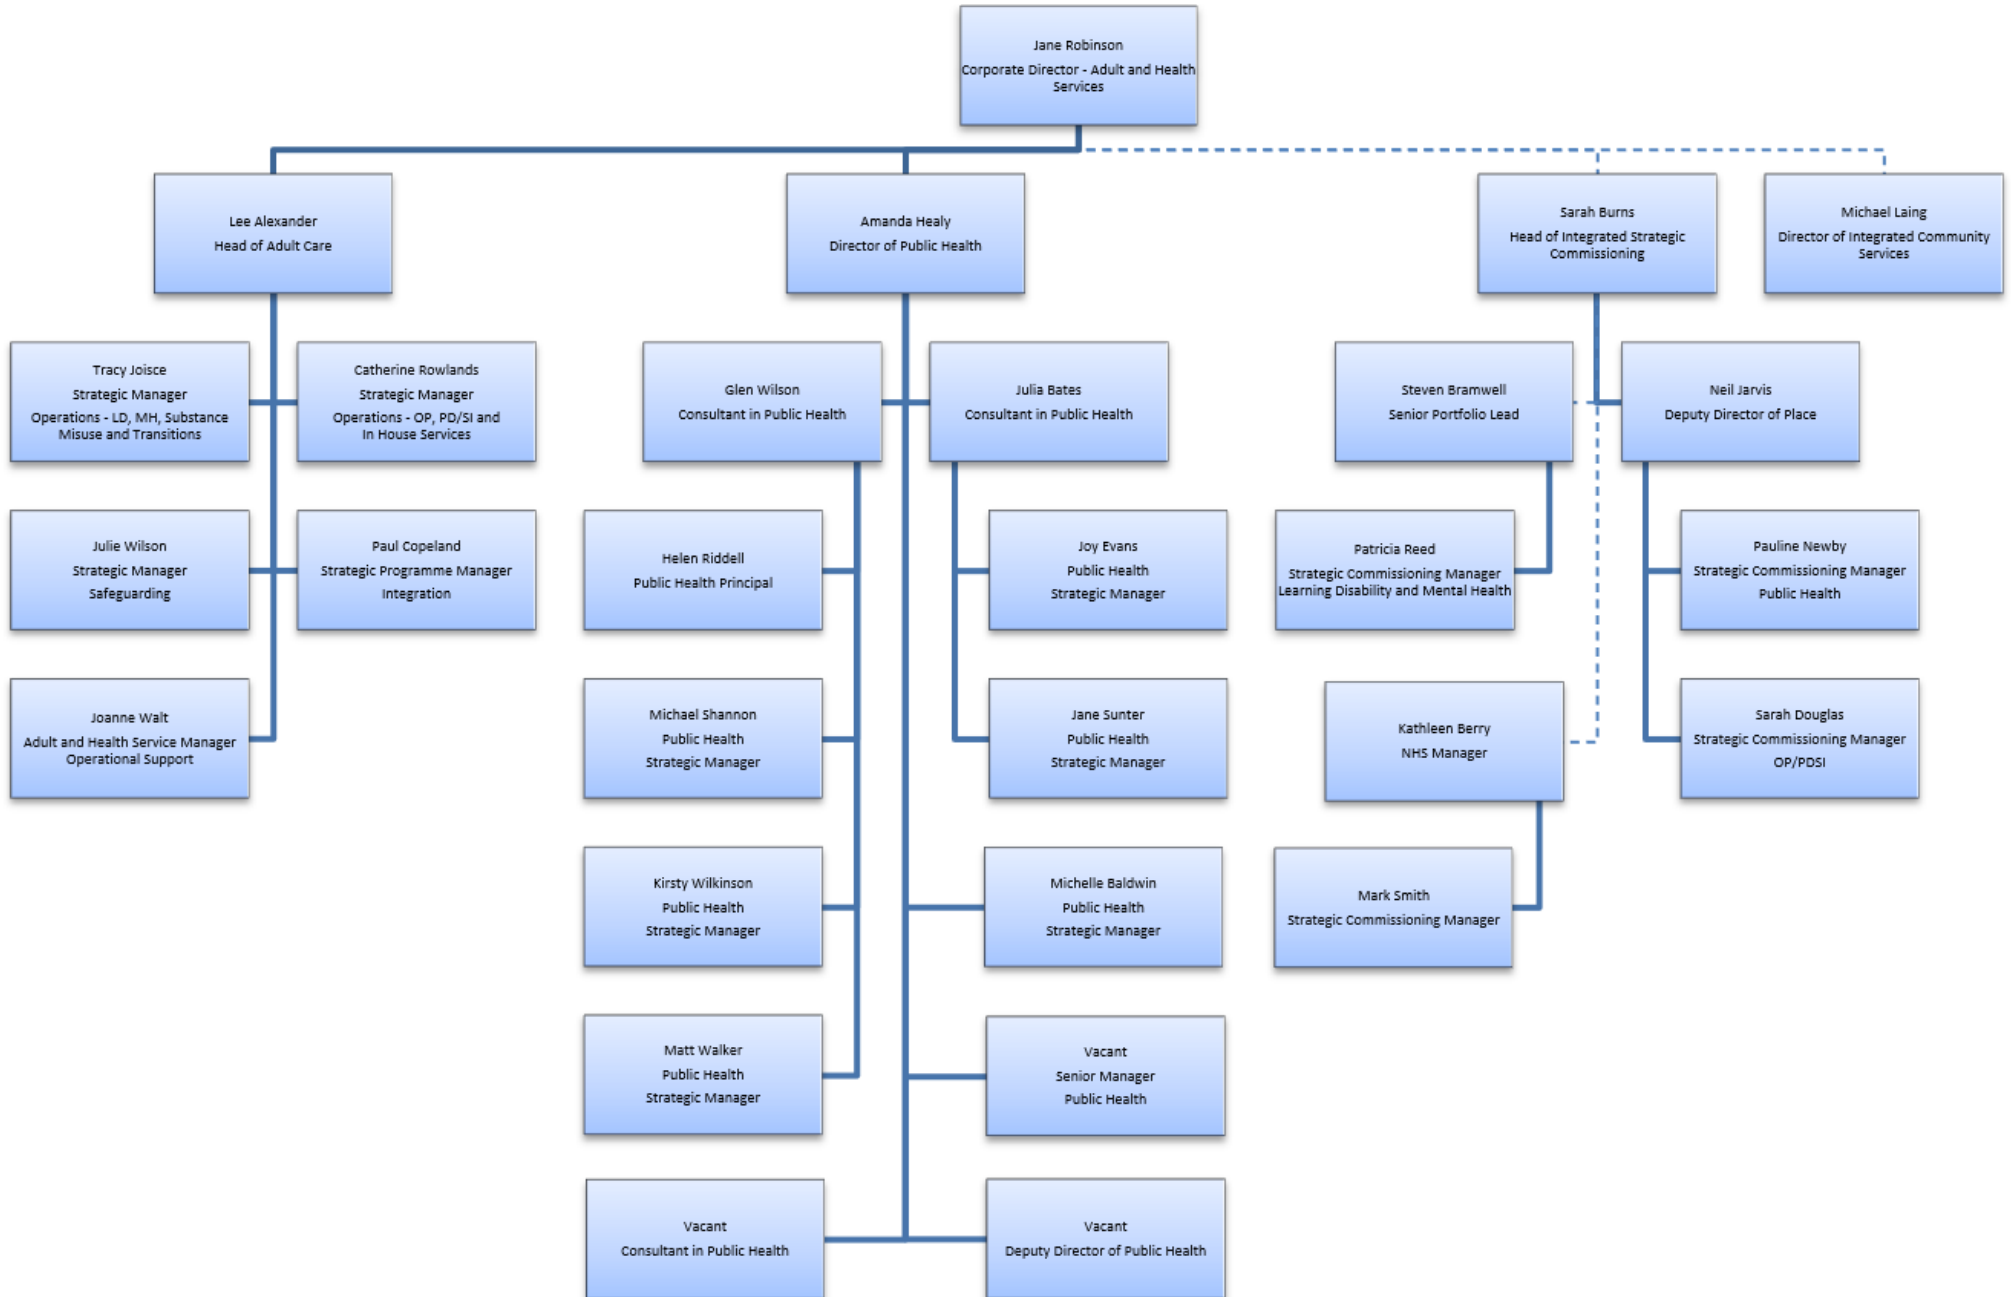 Jane Robinson
Corporate Director - Adult and Health
Services
Lee Alexander
Head of Adult Care
Amanda Healy
Director of Public Health
Sarah Burns
Head of Integrated Strategic
Commissioning
Michael Laing
Director of Integrated Community
Services
Tracy Joisce
Strategic Manager
Operations - LD, MH, Substance
Misuse and Transitions
Catherine Rowlands
Strategic Manager
Operations - OP, PD/SI and
In House Services
Glen Wilson
Consultant in Public Health
Julia Bates
Consultant in Public Health
Steven Bramwell
Senior Portfolio Lead
Neil Jarvis
Deputy Director of Place
Julie Wilson
Strategic Manager
Safeguarding
Paul Copeland
Strategic Programme Manager
Integration
Helen Riddell
Public Health Principal
Joy Evans
Public Health
Strategic Manager
Patricia Reed
Strategic Commissioning Manager
Learning Disability and Mental Health
Pauline Newby
Strategic Commissioning Manager
Public Health
Joanne Walt
Adult and Health Service Manager
Operational Support
Michael Shannon
Public Health
Strategic Manager
Jane Sunter
Public Health
Strategic Manager
Kathleen Berry
NHS Manager
Sarah Douglas
Strategic Commissioning Manager
OP/PDSI
Kirsty Wilkinson
Public Health
Strategic Manager
Michelle Baldwin
Public Health
Strategic Manager
Mark Smith
Strategic Commissioning Manager
Matt Walker
Public Health
Strategic Manager
Vacant
Senior Manager
Public Health
Vacant
Consultant in Public Health
Vacant
Deputy Director of Public Health